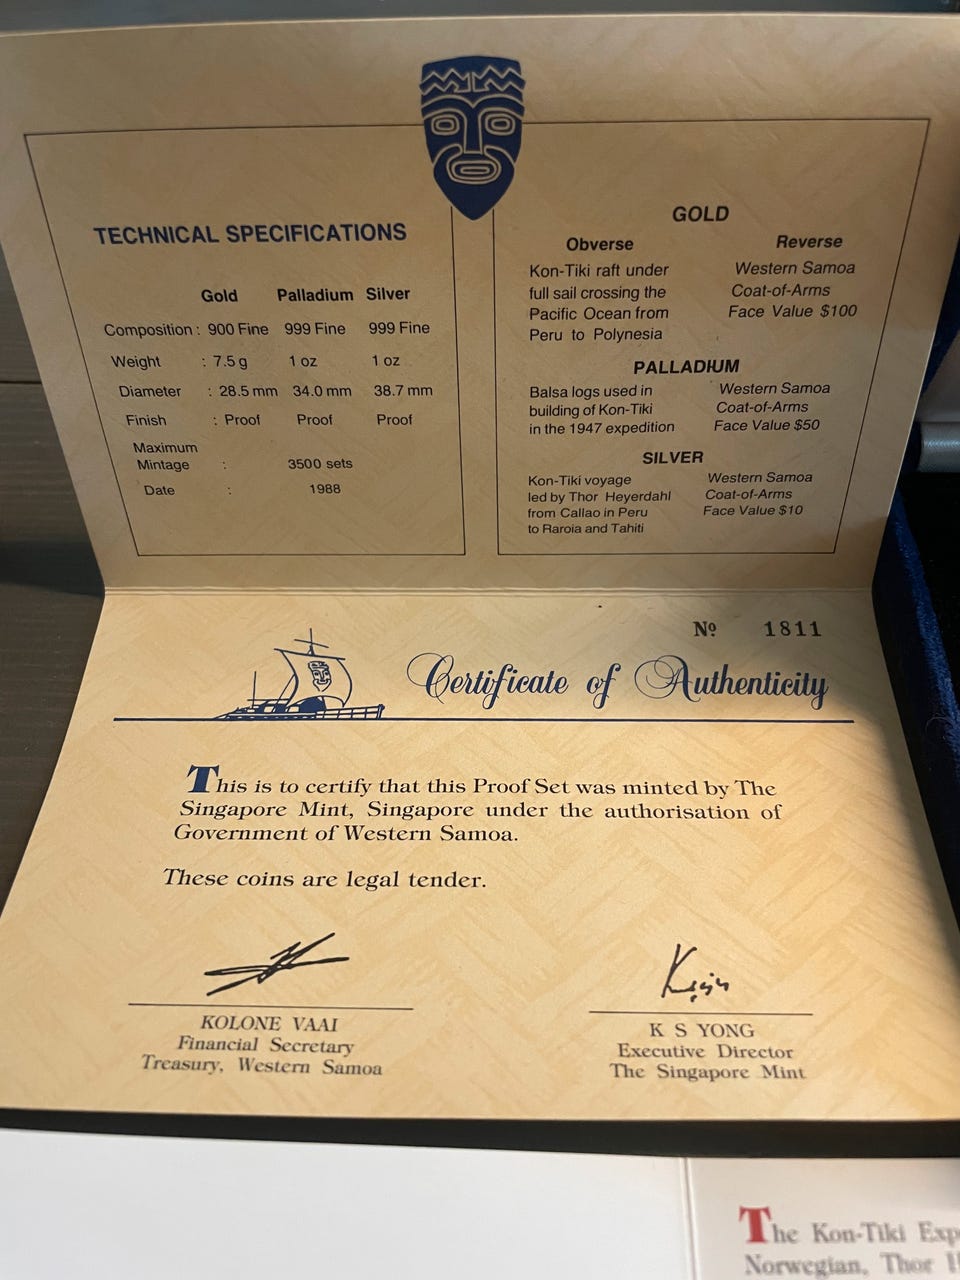 TECHNICAL SPECIFICATIONS
Gold Palladium Silver
Composition : 900 Fine 999 Fine 999 Fine
Weight : 7.5 g 1 oz 1 oz
Diameter : 28.5 mm 34.0 mm 38.7 mm
Finish : Proof Proof Proof
Maximum
Mintage : 3500 sets
Date : 1988
GOLD
Obverse
Kon-Tiki raft under
full sail crossing the
Pacific Ocean from
Peru to Polynesia
Reverse
Western Samoa
Coat-of-Arms
Face Value $100
PALLADIUM
Balsa logs used in
building of Kon-Tiki
in the 1947 expedition
Western Samoa
Coat-of-Arms
Face Value $50
SILVER
Kon-Tiki voyage
led by Thor Heyerdahl
from Callao in Peru
to Raroia and Tahiti
Western Samoa
Coat-of-Arms
Face Value $10
Nº 1811
Certificate of Authenticity
This is to certify that this Proof Set was minted by The
Singapore Mint, Singapore under the authorisation of
Government of Western Samoa.
These coins are legal tender.
KOLONE VAAI
Financial Secretary
Treasury, Western Samoa
K S YONG
Executive Director
The Singapore Mint
The Kon-Tiki Exp
Norwegian, Thor H